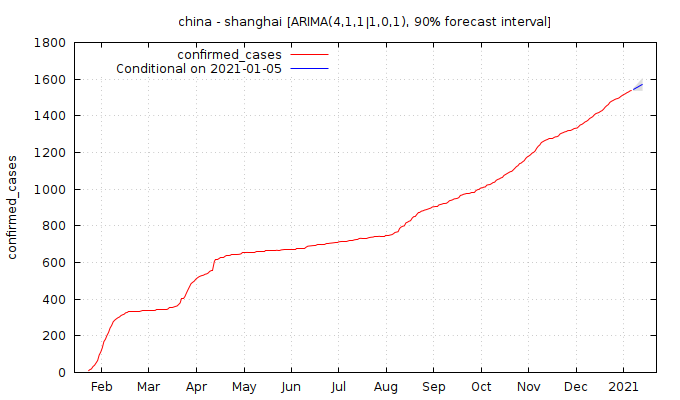 china - shanghai [ARIMA(4,1,1|1,0,1), 90% forecast interval]
confirmed_cases
Conditional on 2021-01-05
confirmed_cases
1800
1600
1400
1200
1000
800
600
400
200
0
Feb Mar Apr May Jun Jul Aug Sep Oct Nov Dec 2021